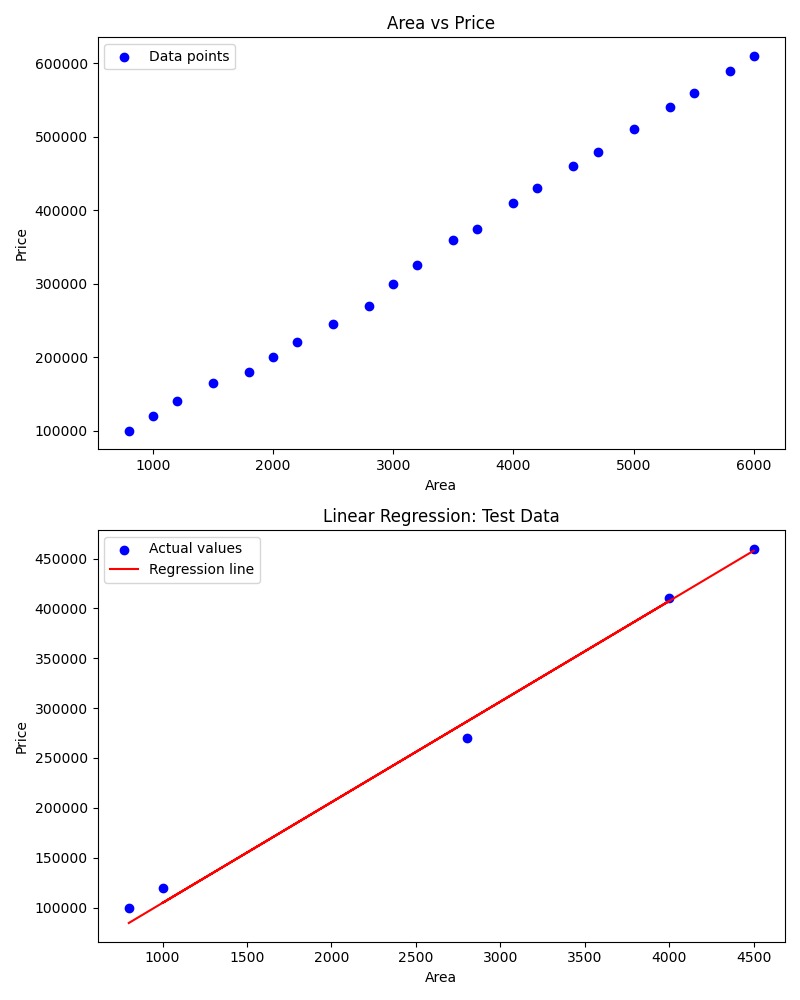 Area vs Price
Data points
600000
500000
400000
300000
200000
100000
Price
1000 2000 3000 4000 5000 6000
Area
Linear Regression: Test Data
Actual values
Regression line
450000
400000
350000
300000
250000
200000
150000
100000
Price
1000 1500 2000 2500 3000 3500 4000 4500
Area